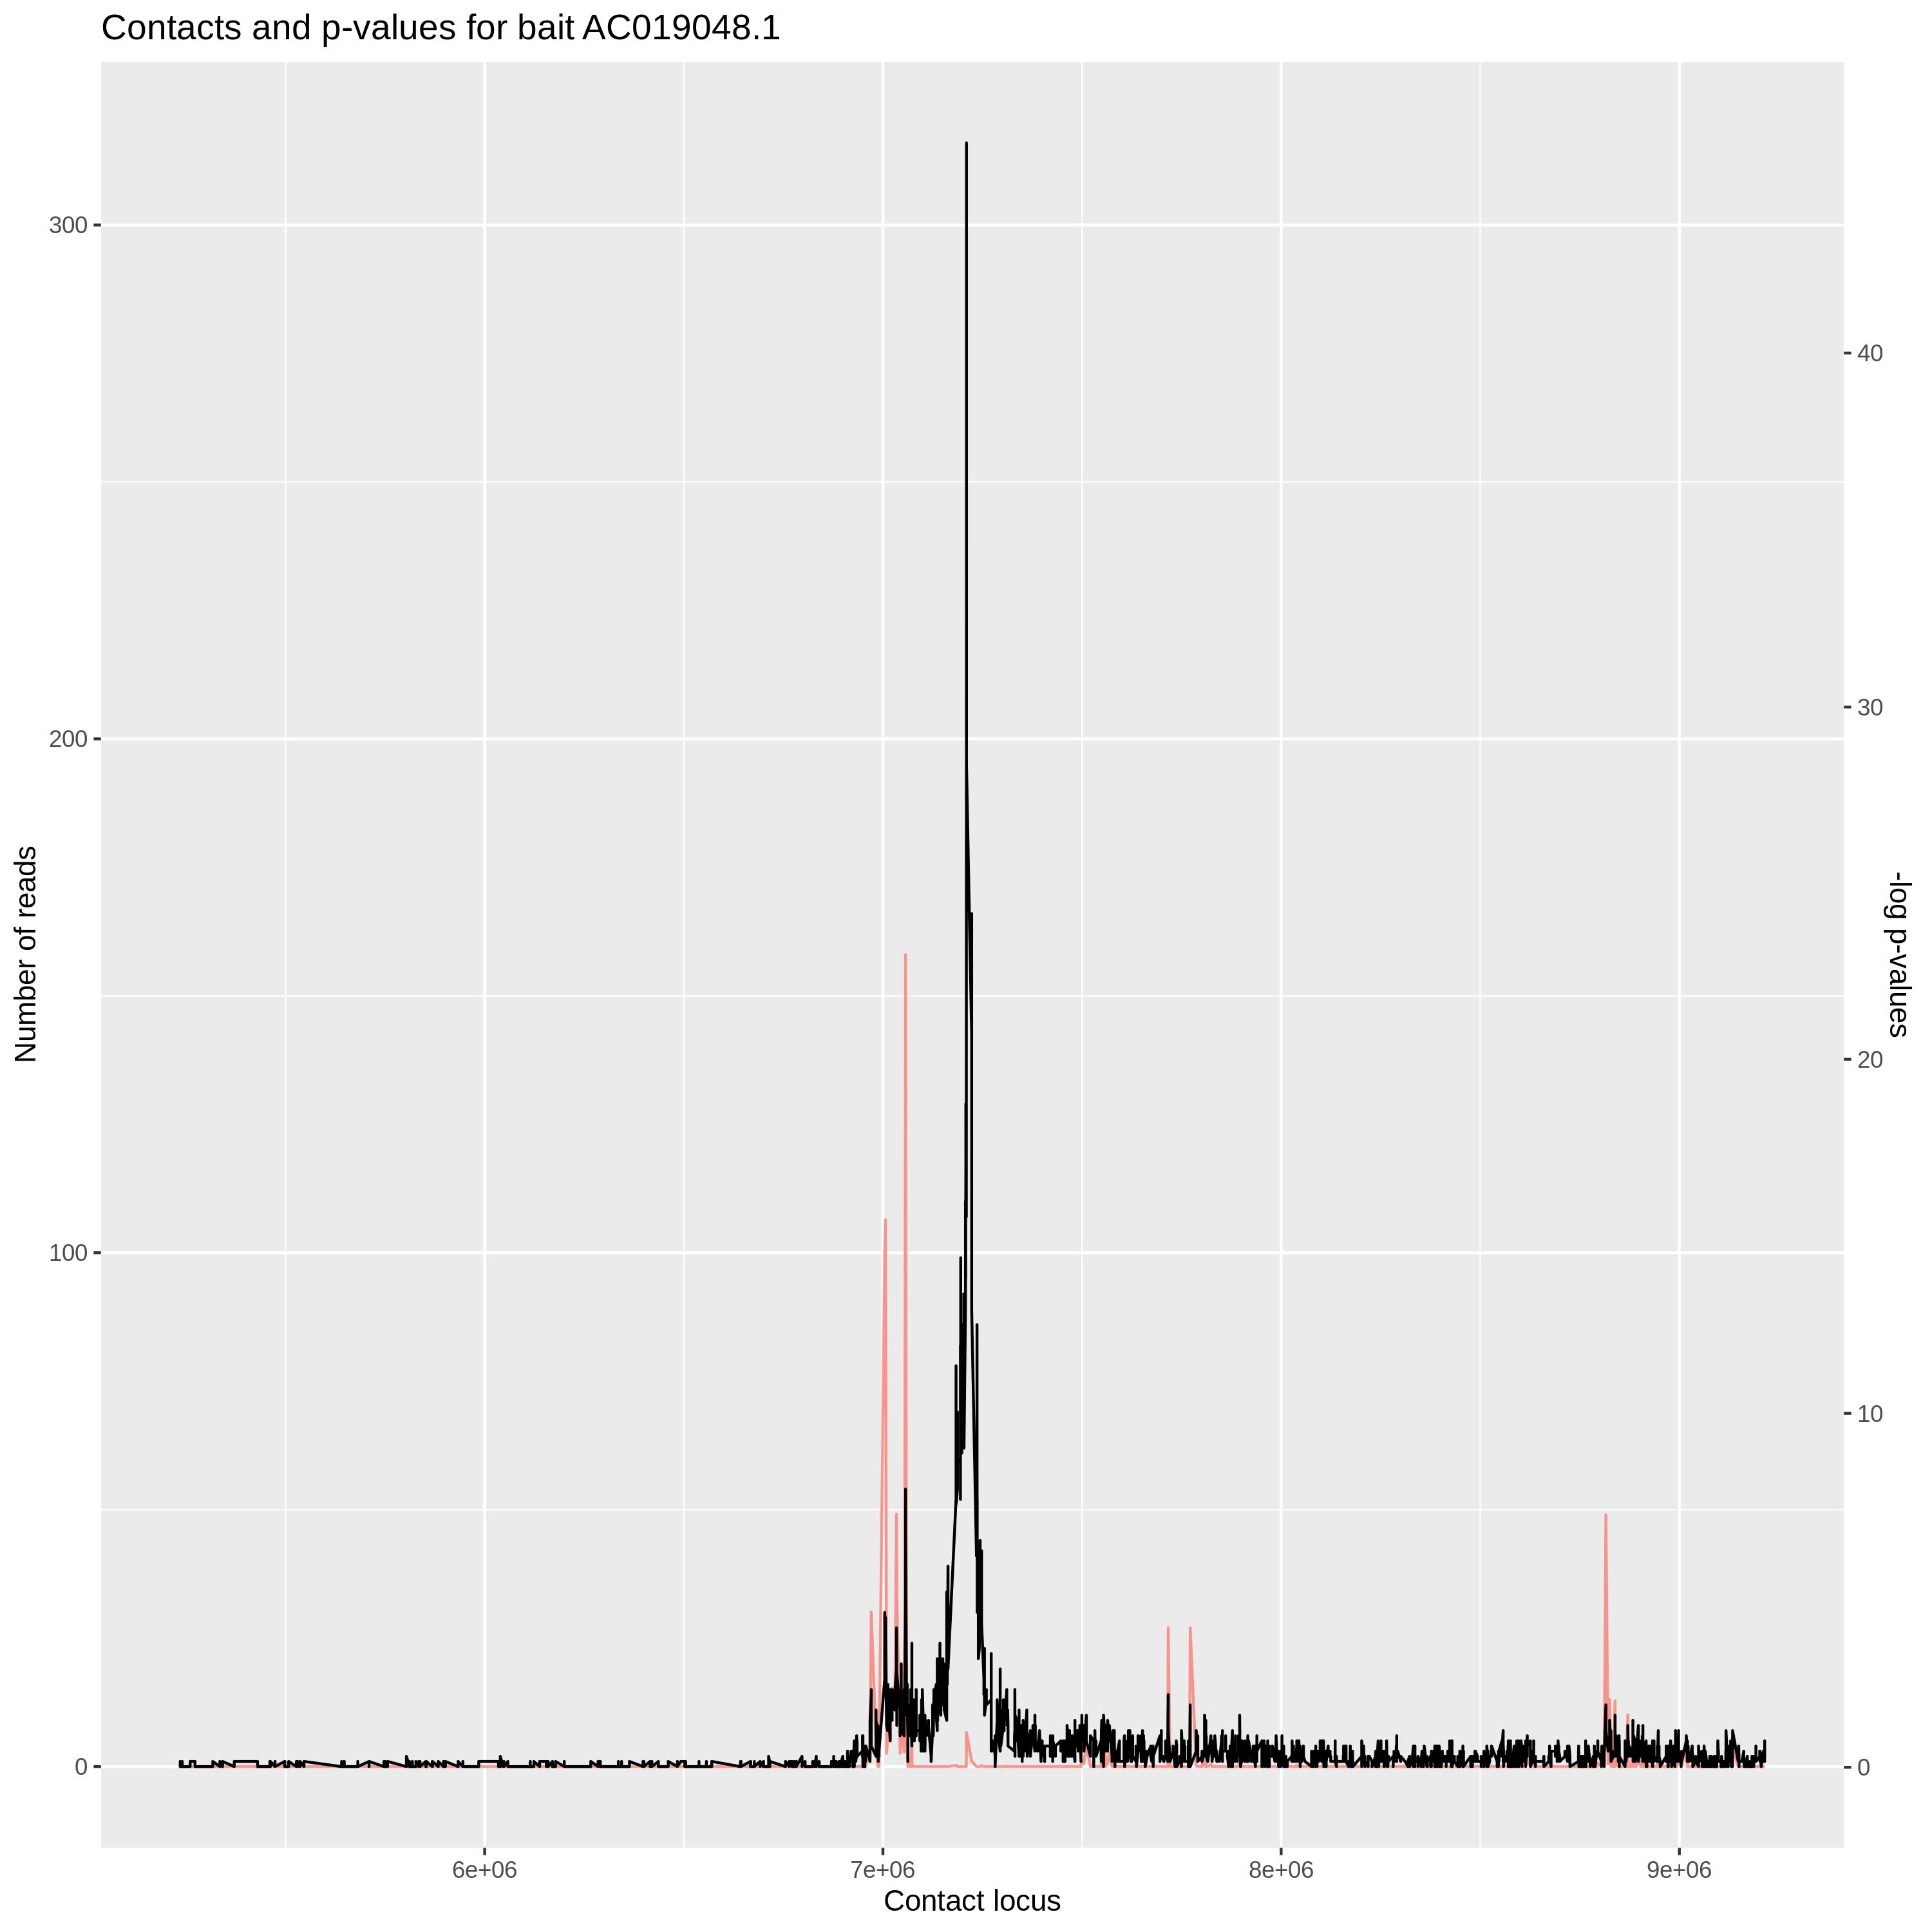 Contacts and p-values for bait AC019048.1
300
200
100
0
Number of reads
40
30
20
10
0
-log p-values
6e+06
7e+06
8e+06
9e+06
Contact locus